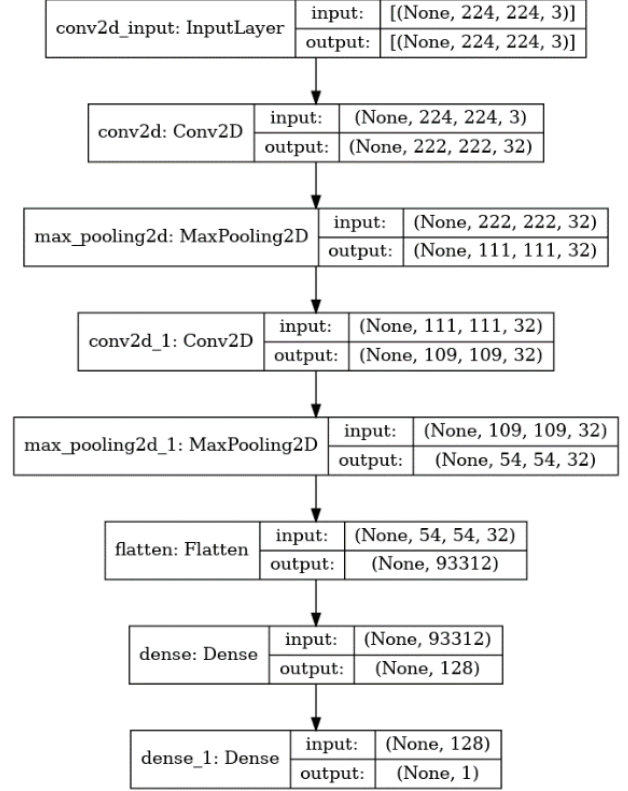 conv2d_input: InputLayer
input: [(None, 224, 224, 3)]
output: [(None, 224, 224, 3)]
conv2d: Conv2D
input: (None, 224, 224, 3)
output: (None, 222, 222, 32)
max_pooling2d: MaxPooling2D
input: (None, 222, 222, 32)
output: (None, 111, 111, 32)
conv2d_1: Conv2D
input: (None, 111, 111, 32)
output: (None, 109, 109, 32)
max_pooling2d_1: MaxPooling2D
input: (None, 109, 109, 32)
output: (None, 54, 54, 32)
flatten: Flatten
input: (None, 54, 54, 32)
output: (None, 93312)
dense: Dense
input: (None, 93312)
output: (None, 128)
dense_1: Dense
input: (None, 128)
output: (None, 1)